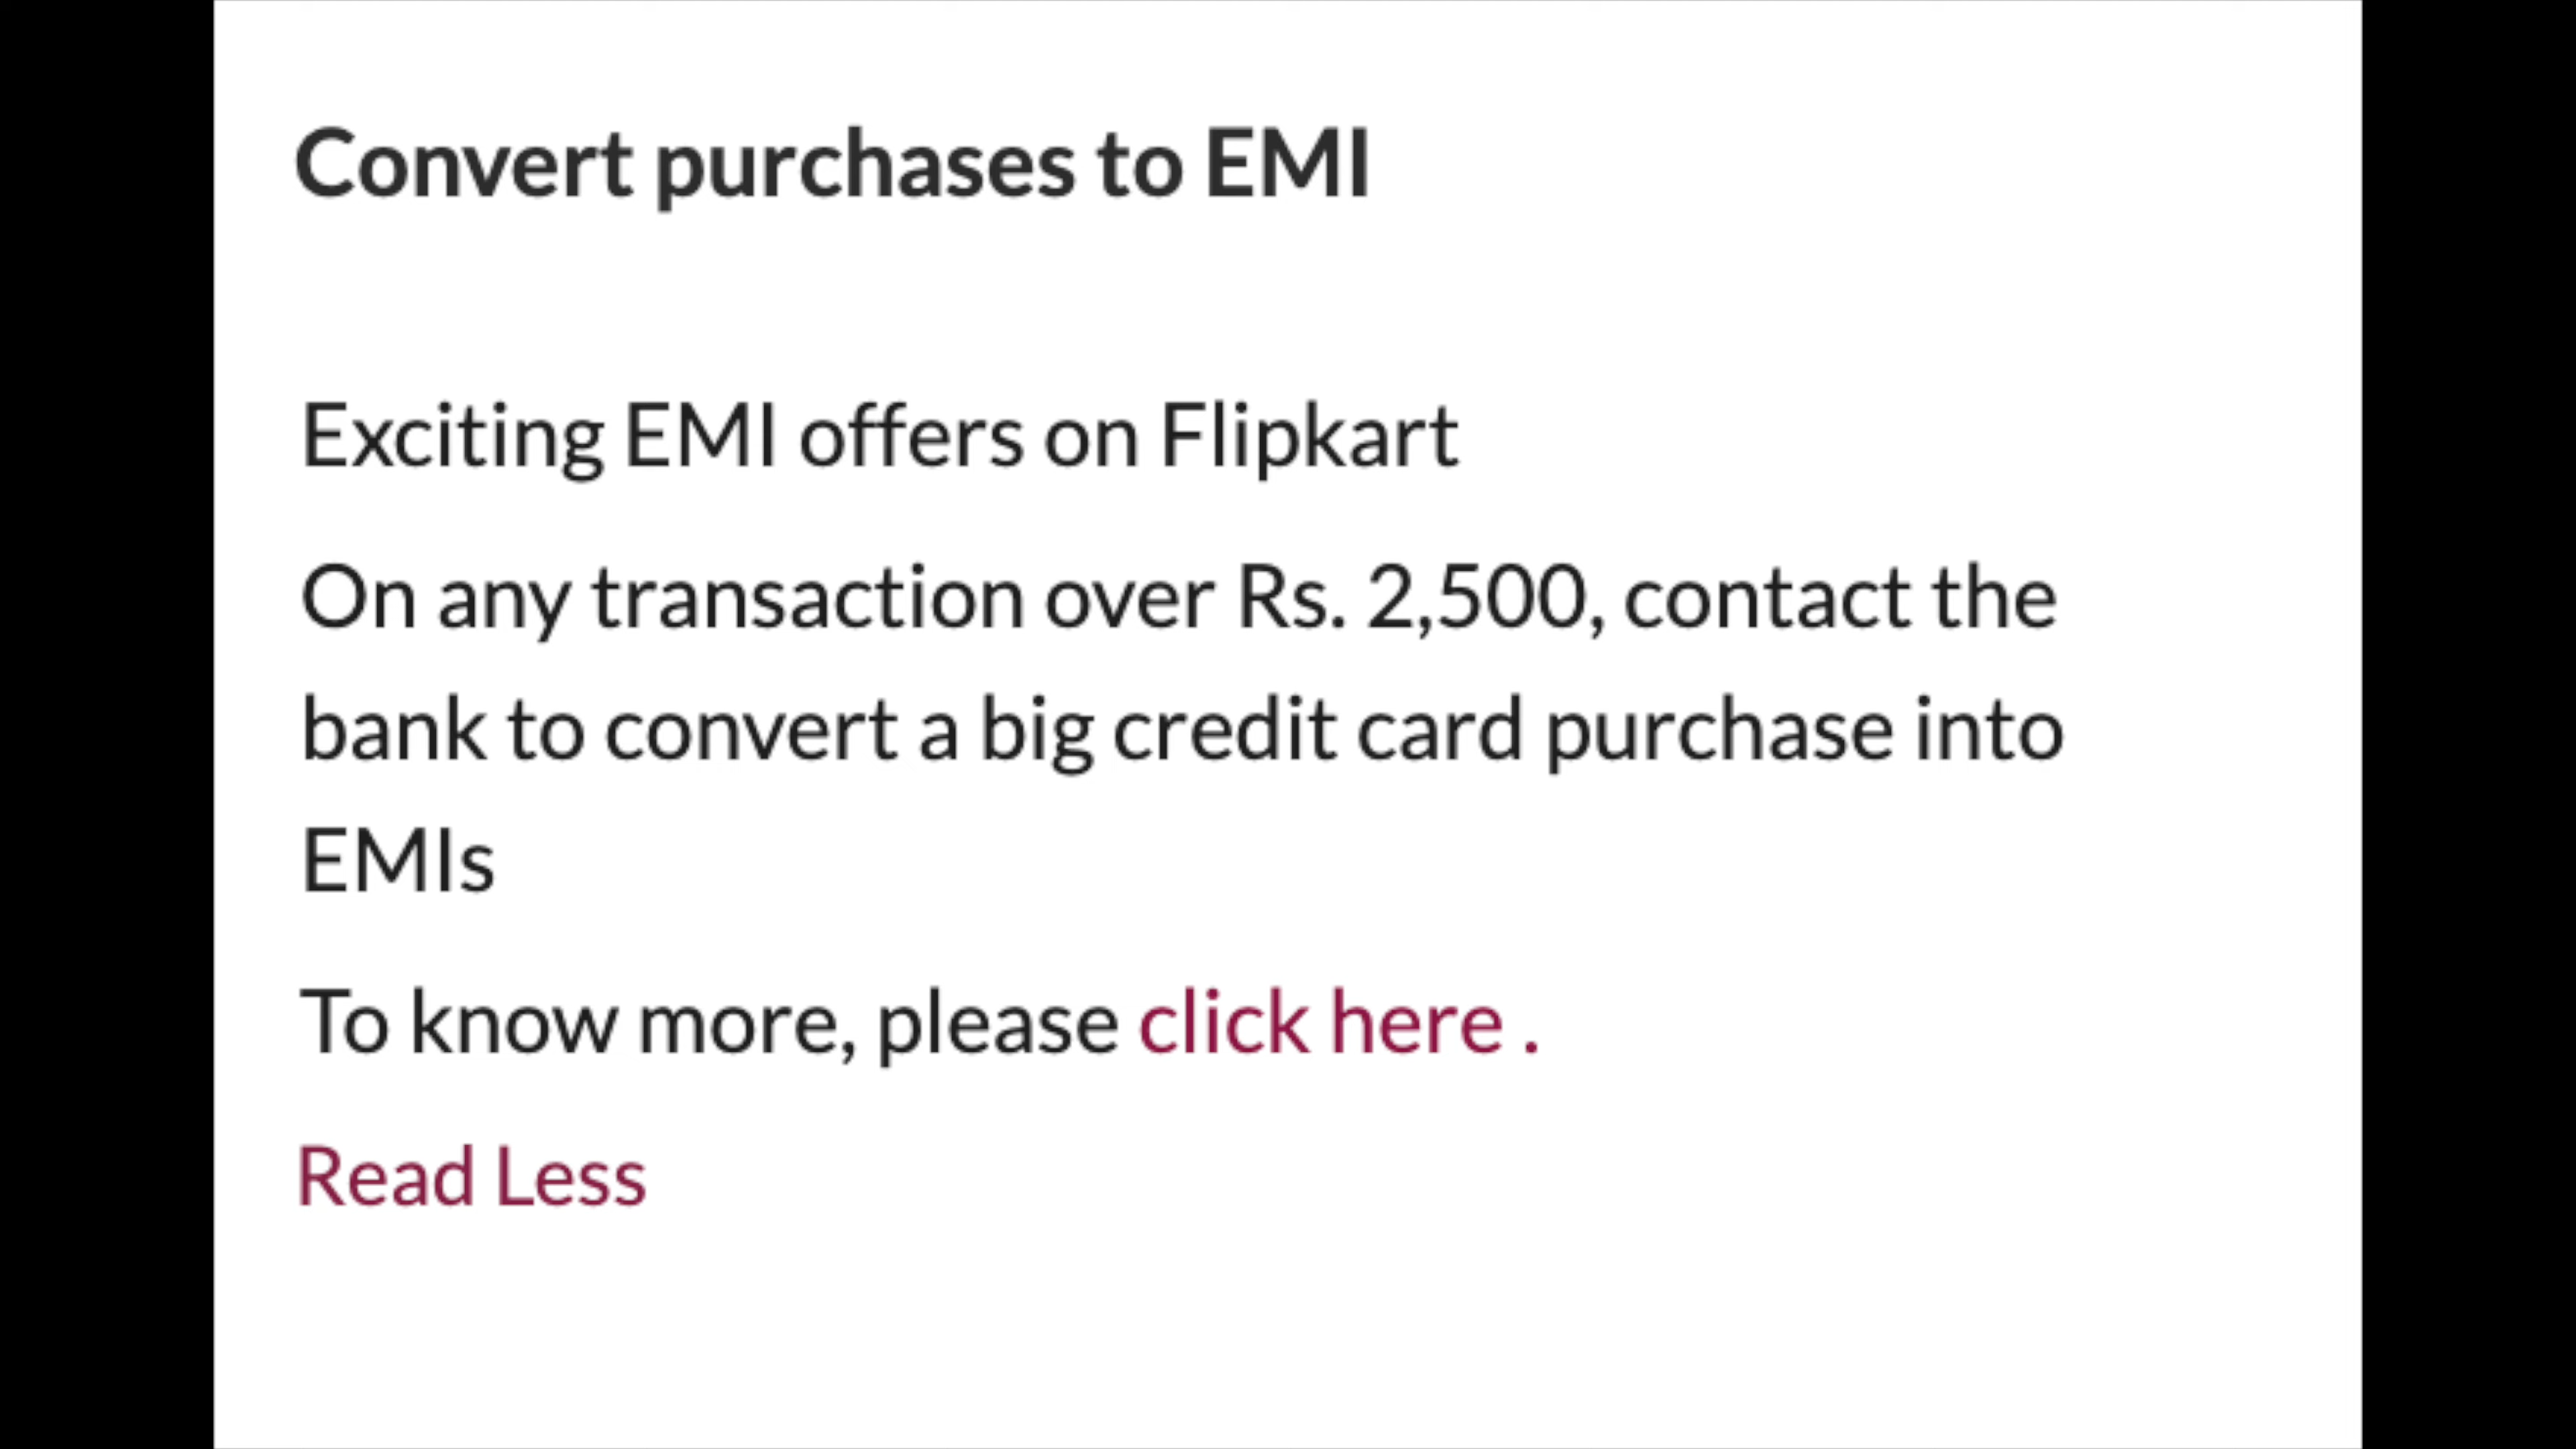 Convert purchases to EMI
Exciting EMI offers on Flipkart
On any transaction over Rs. 2,500, contact the
bank to convert a big credit card purchase into
EMIs
To know more, please click here .
Read Less